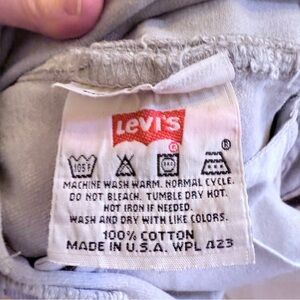 LEVI'S
®
105F
®
MACHINE WASH WARM. NORMAL CYCLE.
DO NOT BLEACH. TUMBLE DRY HOT.
HOT IRON IF NEEDED.
WASH AND DRY WITH LIKE COLORS.
100% COTTON
MADE IN U.S.A. WPL 423